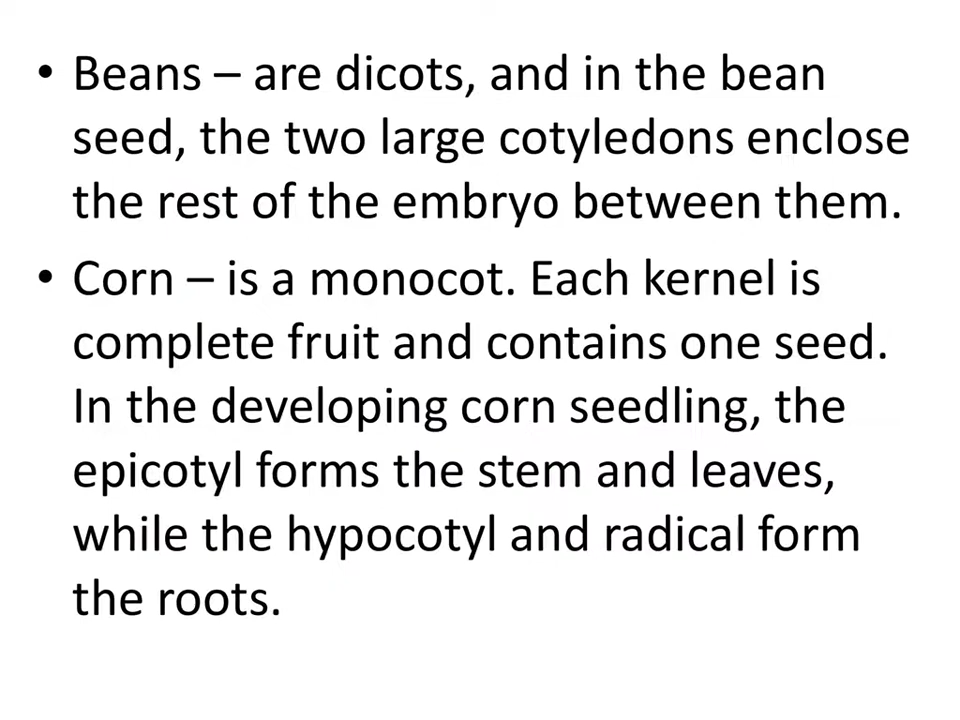 • Beans – are dicots, and in the bean
seed, the two large cotyledons enclose
the rest of the embryo between them.
• Corn – is a monocot. Each kernel is
complete fruit and contains one seed.
In the developing corn seedling, the
epicotyl forms the stem and leaves,
while the hypocotyl and radical form
the roots.